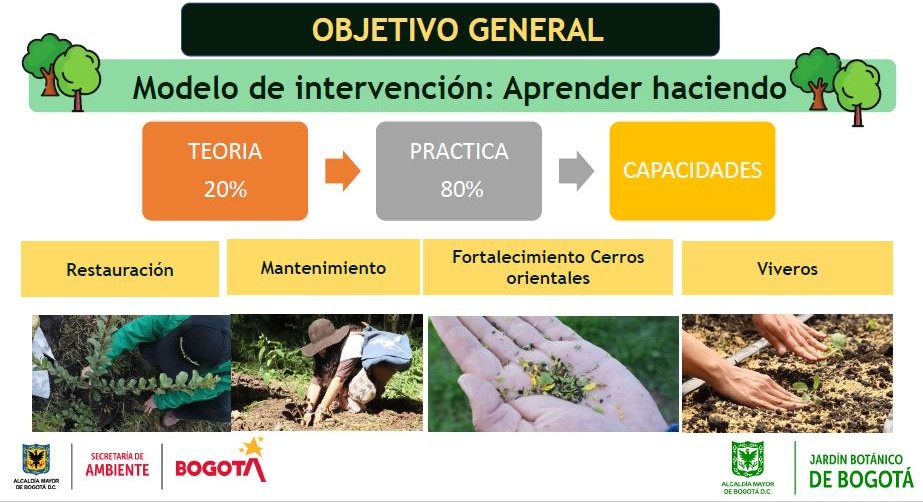 OBJETIVO GENERAL
Modelo de intervención: Aprender haciendo
TEORIA
20%
PRACTICA
80%
CAPACIDADES
Restauración
Mantenimiento
Fortalecimiento Cerros
orientales
Viveros
ALCALDÍA MAYOR
DE BOGOTÁ D.C.
SECRETARÍA DE
AMBIENTE
BOGOTÁ
ALCALDÍA MAYOR
DE BOGOTÁ D.C.
JARDÍN BOTÁNICO
DE BOGOTÁ